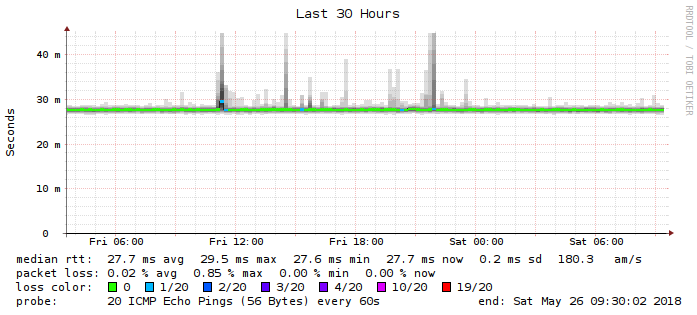 Last 30 Hours
RRDTOOL / TOBI OETIKER
Seconds
40 m
30 m
20 m
10 m
0
Fri 06:00 Fri 12:00 Fri 18:00 Sat 00:00 Sat 06:00
median rtt: 27.7 ms avg 29.5 ms max 27.6 ms min 27.7 ms now 0.2 ms sd 180.3 am/s
packet loss: 0.02 % avg 0.85 % max 0.00 % min 0.00 % now
loss color: 0 1/20 2/20 3/20 4/20 10/20 19/20
probe: 20 ICMP Echo Pings (56 Bytes) every 60s end: Sat May 26 09:30:02 2018